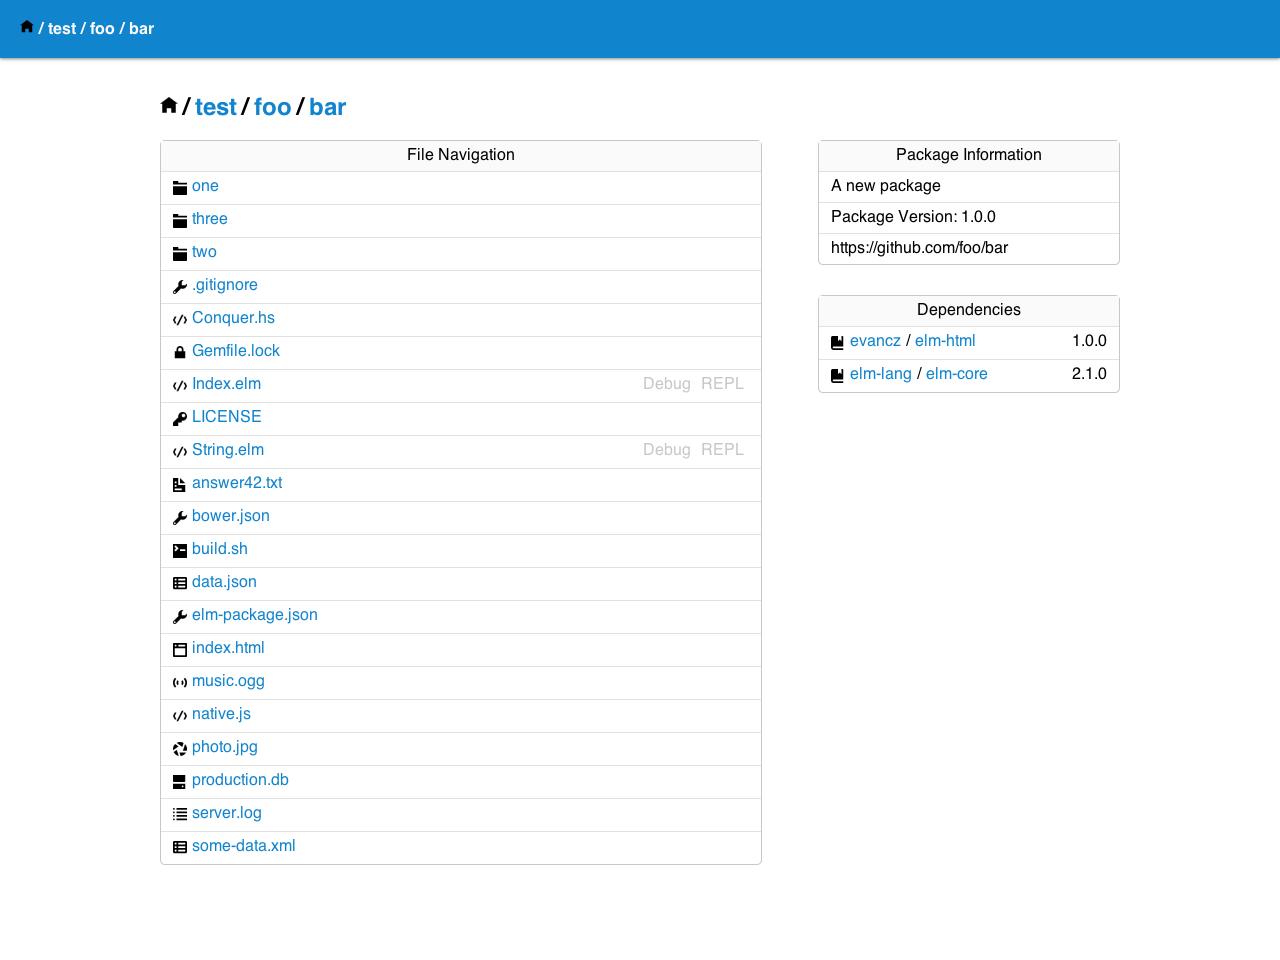 / test / foo / bar
/ test / foo / bar
File Navigation
one
three
two
.gitignore
Conquer.hs
Gemfile.lock
Index.elm Debug REPL
LICENSE
String.elm Debug REPL
answer42.txt
bower.json
build.sh
data.json
elm-package.json
index.html
music.ogg
native.js
photo.jpg
production.db
server.log
some-data.xml
Package Information
A new package
Package Version: 1.0.0
https://github.com/foo/bar
Dependencies
evancz / elm-html 1.0.0
elm-lang / elm-core 2.1.0